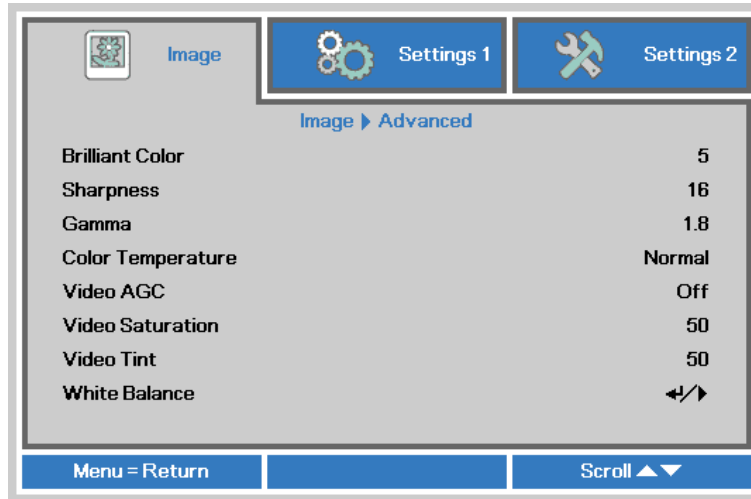 Image Settings 1 Settings 2
Image ▶ Advanced
Brilliant Color 5
Sharpness 16
Gamma 1.8
Color Temperature Normal
Video AGC Off
Video Saturation 50
Video Tint 50
White Balance ↵/▶
Menu = Return Scroll ▲▼